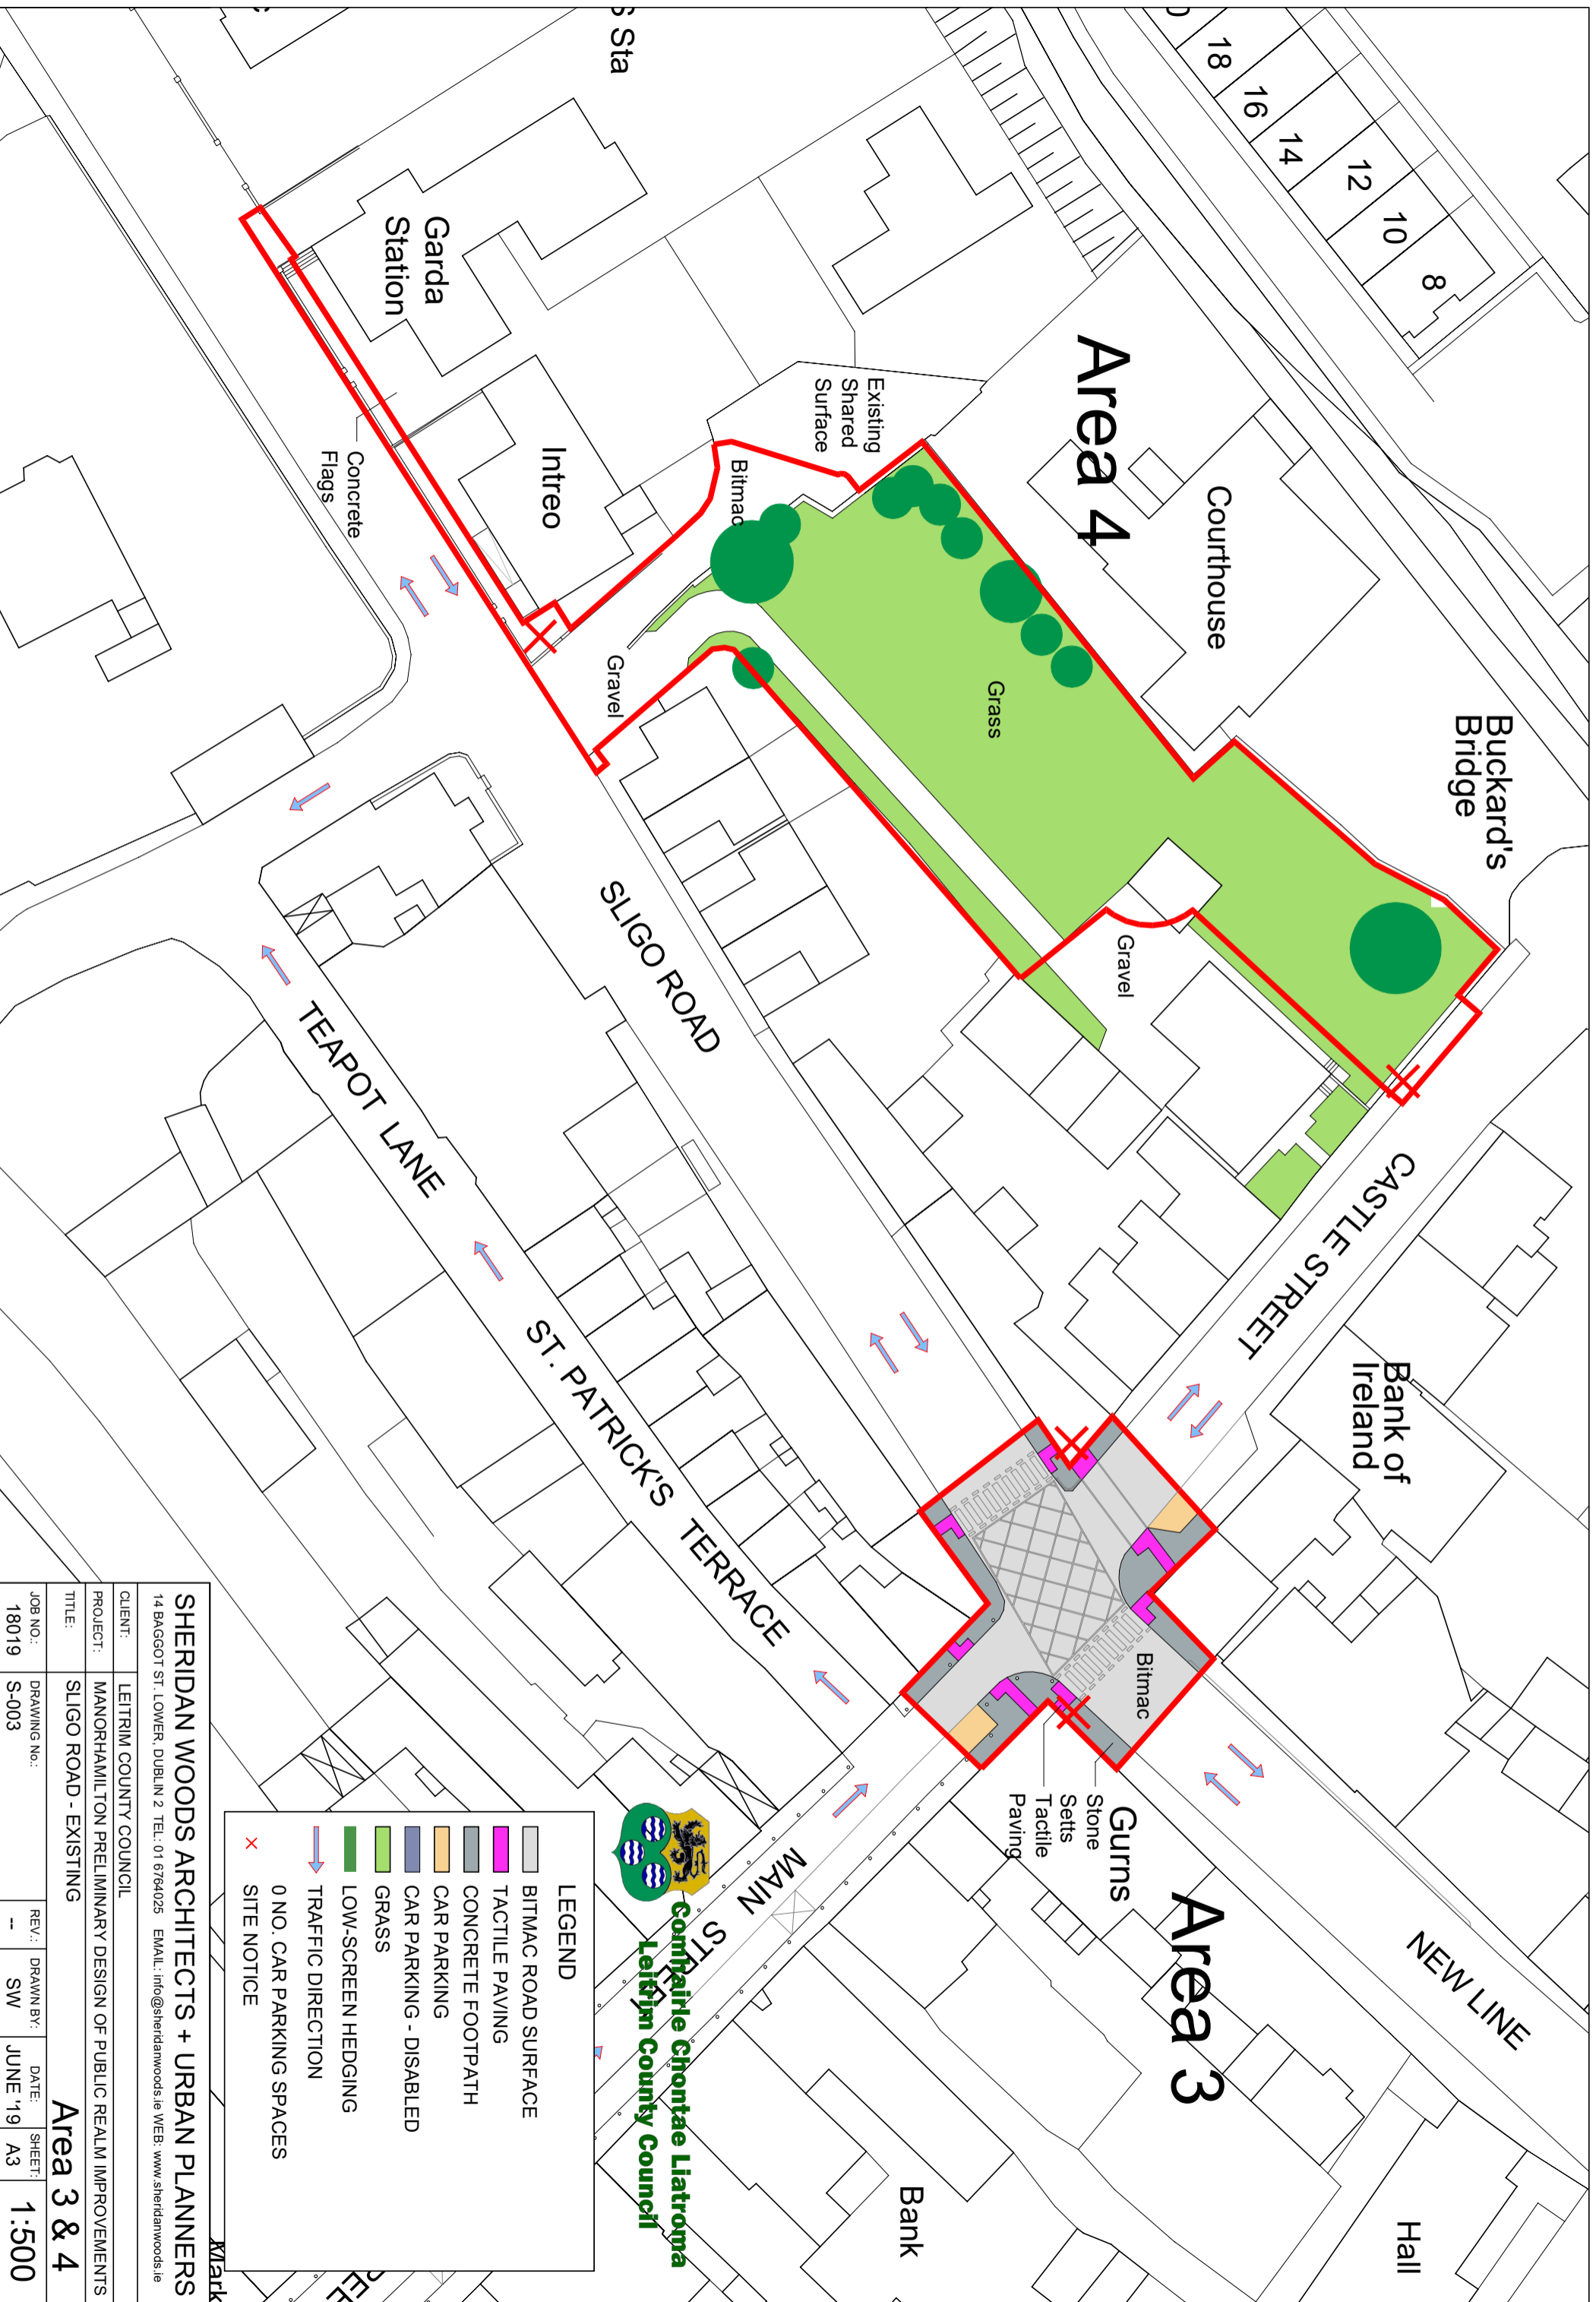 18
16
14
12
10
8
Buckard's
Bridge
Area 4
Courthouse
Existing
Shared
Surface
Garda
Station
Intreo
Bitmac
Concrete
Flags
Gravel
Grass
Gravel
SLIGO ROAD
TEAPOT LANE
ST. PATRICK'S TERRACE
CASTLE STREET
Bank of
Ireland
Bitmac
Stone
Setts
Tactile
Paving
Gurns
Area 3
NEW LINE
MAIN STREET
Hall
Bank
Comhairle Chontae Liatroma
Leitrim County Council
LEGEND
BITMAC ROAD SURFACE
TACTILE PAVING
CONCRETE FOOTPATH
CAR PARKING
CAR PARKING - DISABLED
GRASS
LOW-SCREEN HEDGING
TRAFFIC DIRECTION
0 NO. CAR PARKING SPACES
SITE NOTICE
Mark
SHERIDAN WOODS ARCHITECTS + URBAN PLANNERS
14 BAGGOT ST. LOWER, DUBLIN 2 TEL: 01 6764025 EMAIL: info@sheridanwoods.ie WEB: www.sheridanwoods.ie
CLIENT: LEITRIM COUNTY COUNCIL
PROJECT: MANORHAMILTON PRELIMINARY DESIGN OF PUBLIC REALM IMPROVEMENTS
TITLE: SLIGO ROAD - EXISTING Area 3 & 4
JOB NO.: DRAWING No.: REV.: DRAWN BY: DATE: SHEET:
18019 S-003 -- SW JUNE '19 A3 1:500